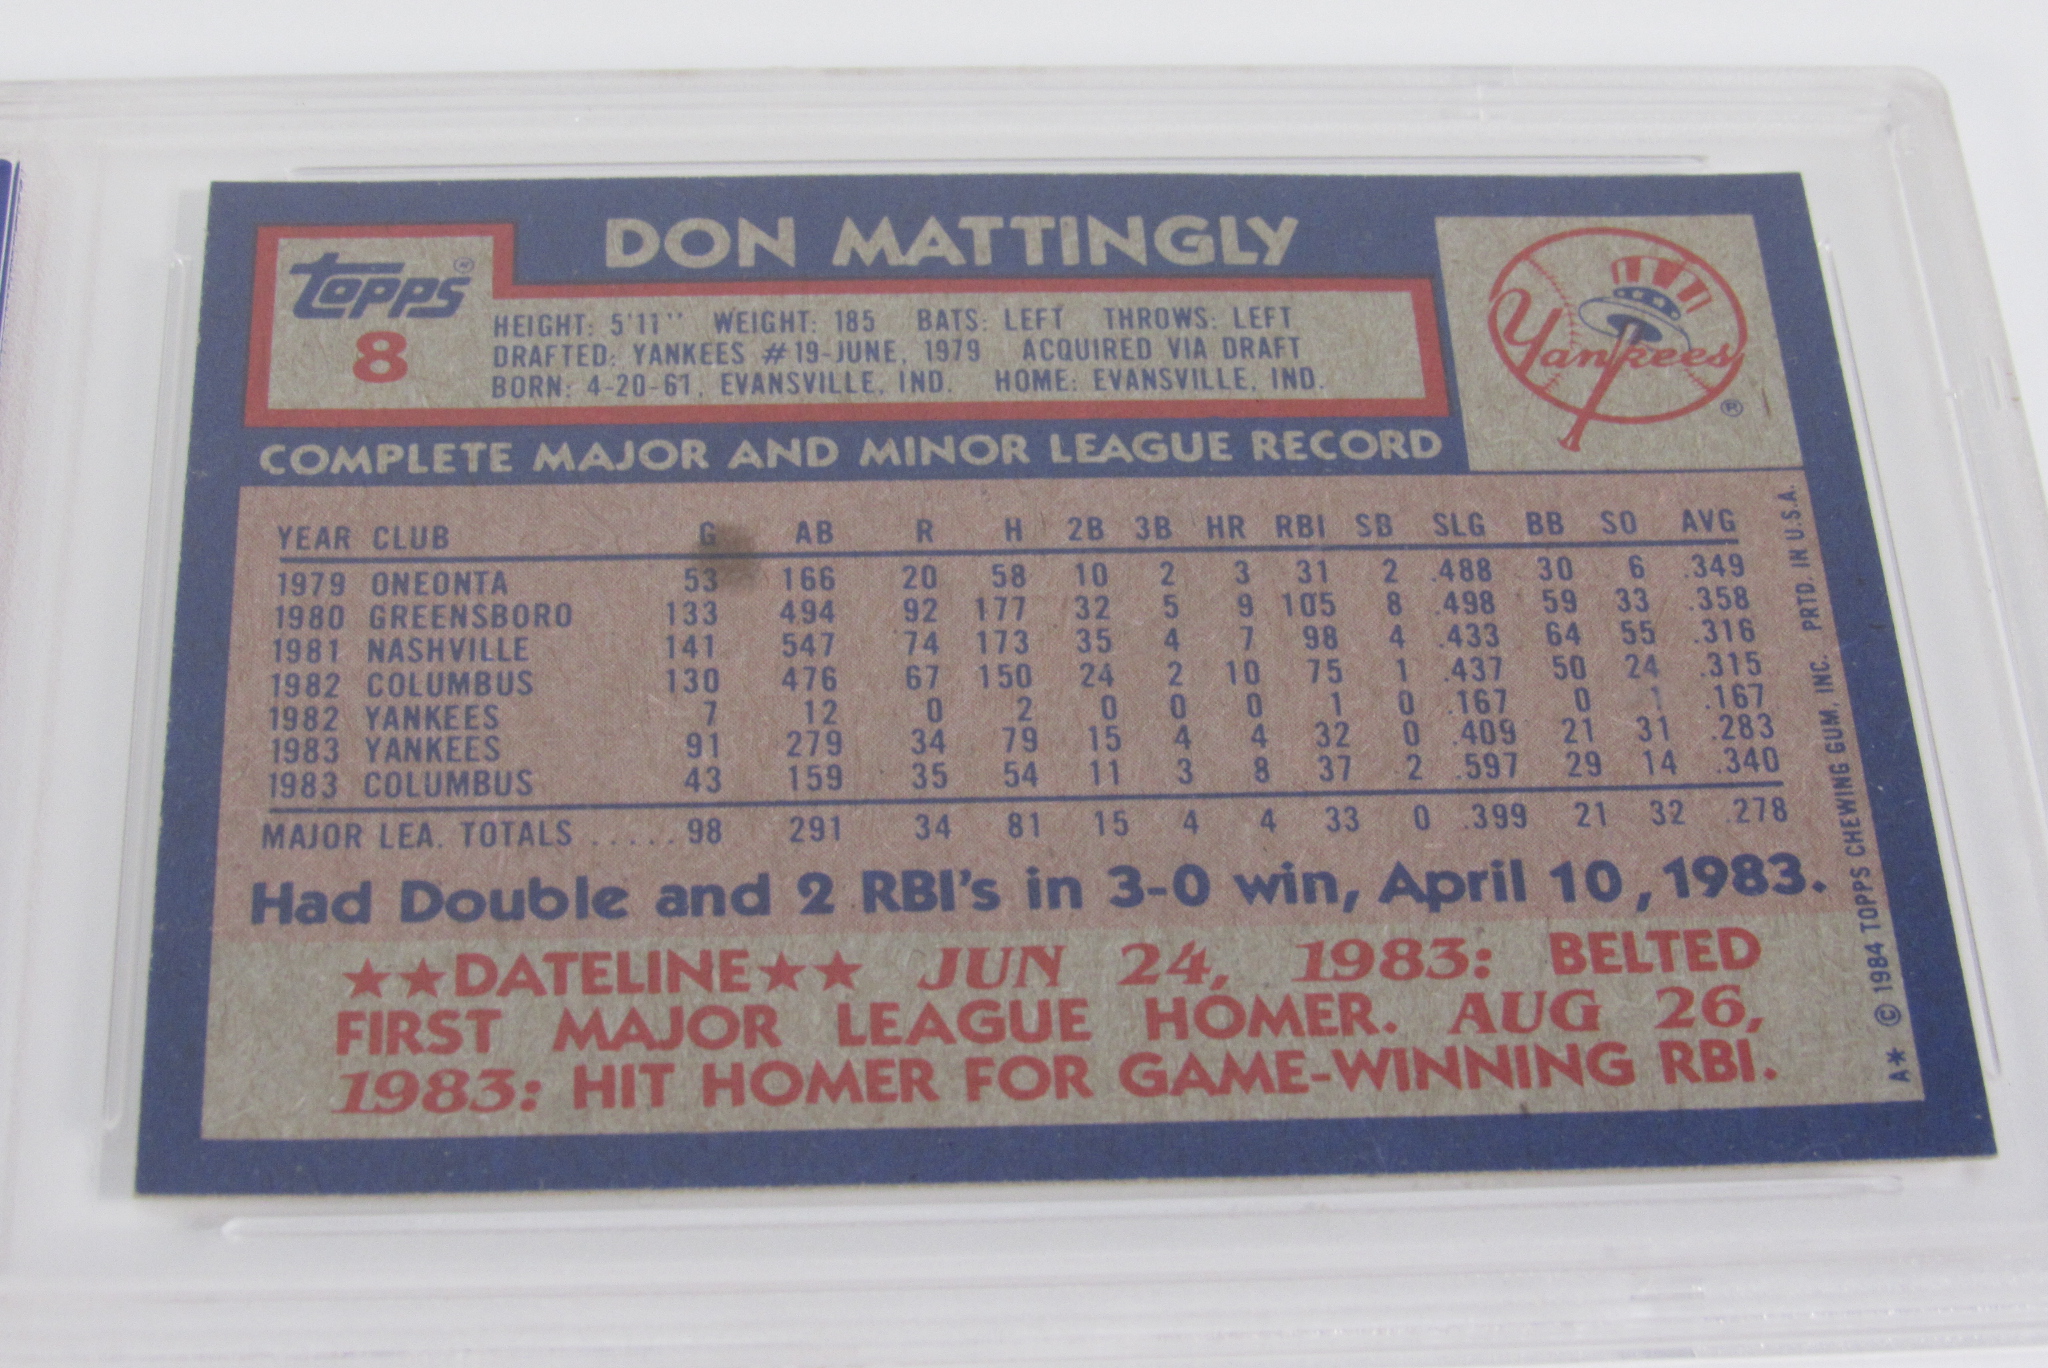 DON MATTINGLY
Topps®
8
HEIGHT: 5'11" WEIGHT: 185 BATS: LEFT THROWS: LEFT
DRAFTED: YANKEES #19-JUNE, 1979 ACQUIRED VIA DRAFT
BORN: 4-20-61, EVANSVILLE, IND. HOME: EVANSVILLE, IND.
Yankees
®
COMPLETE MAJOR AND MINOR LEAGUE RECORD
YEAR CLUB G AB R H 2B 3B HR RBI SB SLG BB SO AVG
1979 ONEONTA 53 166 20 58 10 2 3 31 2 .488 30 6 .349
1980 GREENSBORO 133 494 92 177 32 5 9 105 8 .498 59 33 .358
1981 NASHVILLE 141 547 74 173 35 4 7 98 4 .433 64 55 .316
1982 COLUMBUS 130 476 67 150 24 2 10 75 1 .437 50 24 .315
1982 YANKEES 7 12 0 2 0 0 0 1 0 .167 0 1 .167
1983 YANKEES 91 279 34 79 15 4 4 32 0 .409 21 31 .283
1983 COLUMBUS 43 159 35 54 11 3 8 37 2 .597 29 14 .340
MAJOR LEA. TOTALS ..... 98 291 34 81 15 4 4 33 0 .399 21 32 .278
Had Double and 2 RBI's in 3-0 win, April 10, 1983.
★★DATELINE★★ JUN 24, 1983: BELTED
FIRST MAJOR LEAGUE HOMER. AUG 26,
1983: HIT HOMER FOR GAME-WINNING RBI.
A* © 1984 TOPPS CHEWING GUM, INC. PRTD. IN U.S.A.